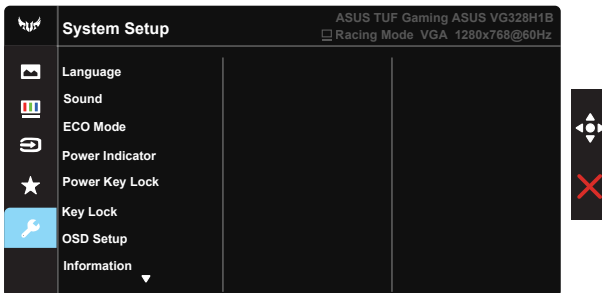 System Setup
ASUS TUF Gaming ASUS VG328H1B
Racing Mode VGA 1280x768@60Hz
Language
Sound
ECO Mode
Power Indicator
Power Key Lock
Key Lock
OSD Setup
Information